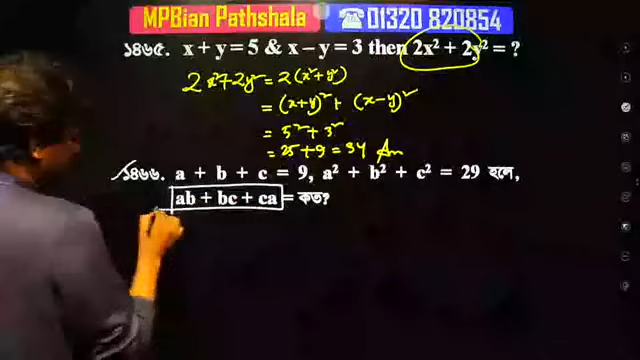 MPBian Pathshala ☎01320 820854
১৪৬৫. x + y = 5 & x – y = 3 then 2x² + 2y² = ?
2x²+2y² = 2(x²+y²)
= (x+y)² + (x-y)²
= 5² + 3²
= 25 + 9 = 34 Ans
১৪৬৬. a + b + c = 9, a² + b² + c² = 29 হলে,
ab + bc + ca = কত?